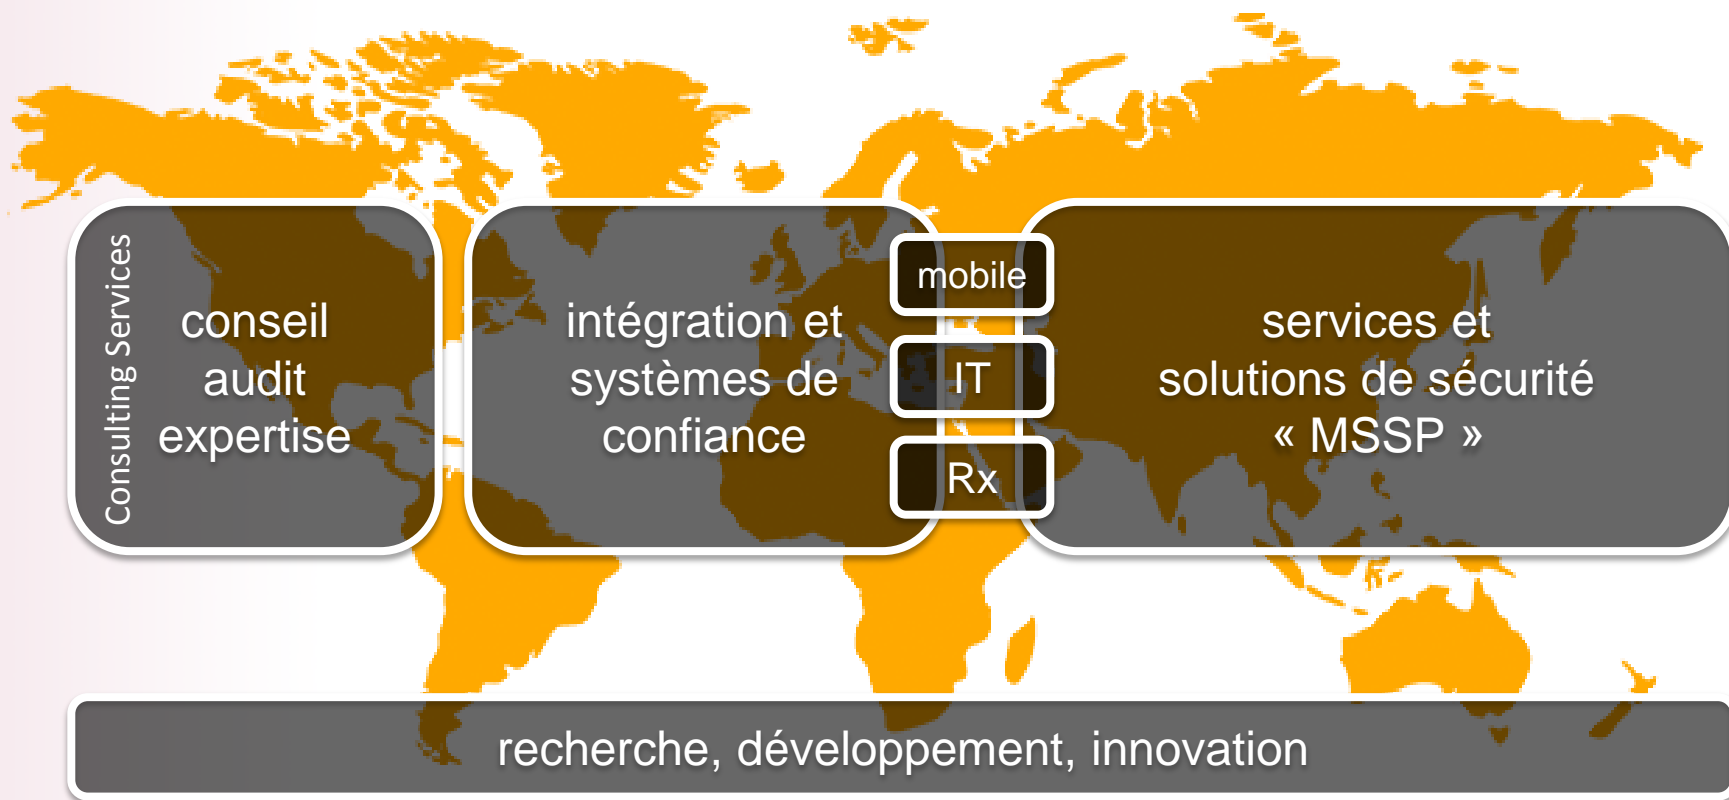 Consulting Services
conseil
audit
expertise
intégration et
systèmes de
confiance
mobile
IT
Rx
services et
solutions de sécurité
« MSSP »
recherche, développement, innovation